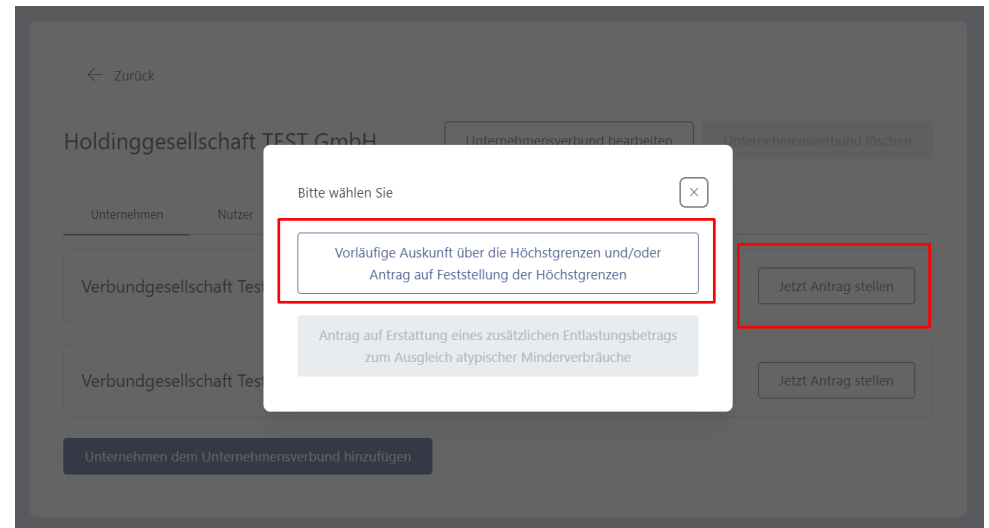 ← Zurück
Holdinggesellschaft TEST GmbH
Unternehmensverbund bearbeiten
Unternehmensverbund löschen
Bitte wählen Sie
×
Unternehmen
Nutzer
Vorläufige Auskunft über die Höchstgrenzen und/oder
Antrag auf Feststellung der Höchstgrenzen
Verbundgesellschaft Tes
Jetzt Antrag stellen
Antrag auf Erstattung eines zusätzlichen Entlastungsbetrags
zum Ausgleich atypischer Minderverbräuche
Verbundgesellschaft Tes
Jetzt Antrag stellen
Unternehmen dem Unternehmensverbund hinzufügen